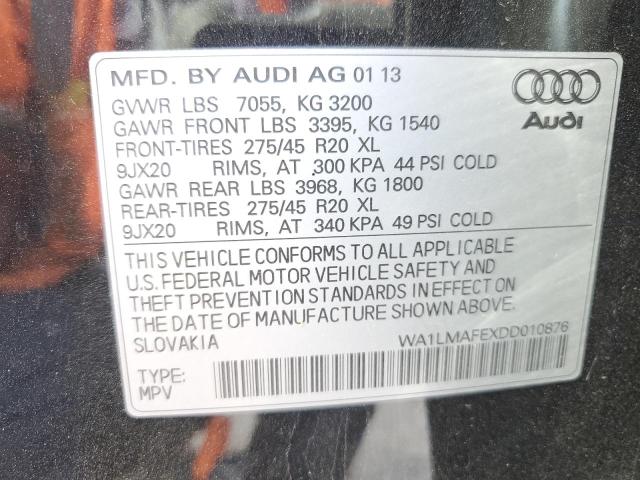 MFD. BY AUDI AG 01 13
GVWR LBS 7055, KG 3200
GAWR FRONT LBS 3395, KG 1540
FRONT-TIRES 275/45 R20 XL
9JX20 RIMS, AT 300 KPA 44 PSI COLD
GAWR REAR LBS 3968, KG 1800
REAR-TIRES 275/45 R20 XL
9JX20 RIMS, AT 340 KPA 49 PSI COLD
Audi
THIS VEHICLE CONFORMS TO ALL APPLICABLE
U.S. FEDERAL MOTOR VEHICLE SAFETY AND
THEFT PREVENTION STANDARDS IN EFFECT ON
THE DATE OF MANUFACTURE SHOWN ABOVE.
SLOVAKIA
WA1LMAFEXDD010876
TYPE:
MPV